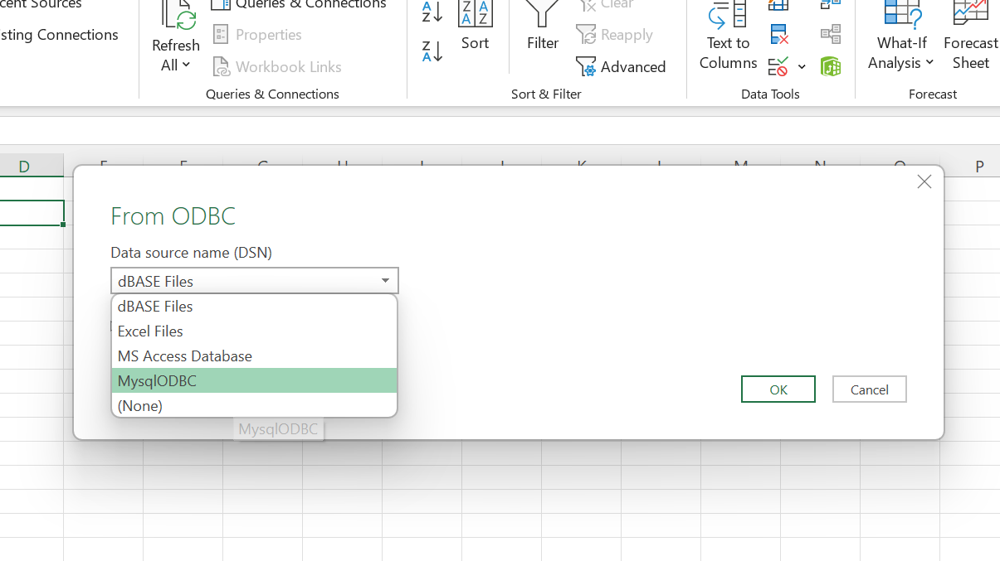 cent Sources
sting Connections
Refresh
All
Queries & Connections
Properties
Workbook Links
Queries & Connections
A
Z
Z
A
Z A
A Z
Sort
Filter
Clear
Reapply
Advanced
Sort & Filter
Text to
Columns
Data Tools
What-If
Analysis
Forecast
Sheet
Forecast
D
K
M
N
P
From ODBC
Data source name (DSN)
dBASE Files
dBASE Files
Excel Files
MS Access Database
MysqlODBC
(None)
MysqlODBC
OK
Cancel